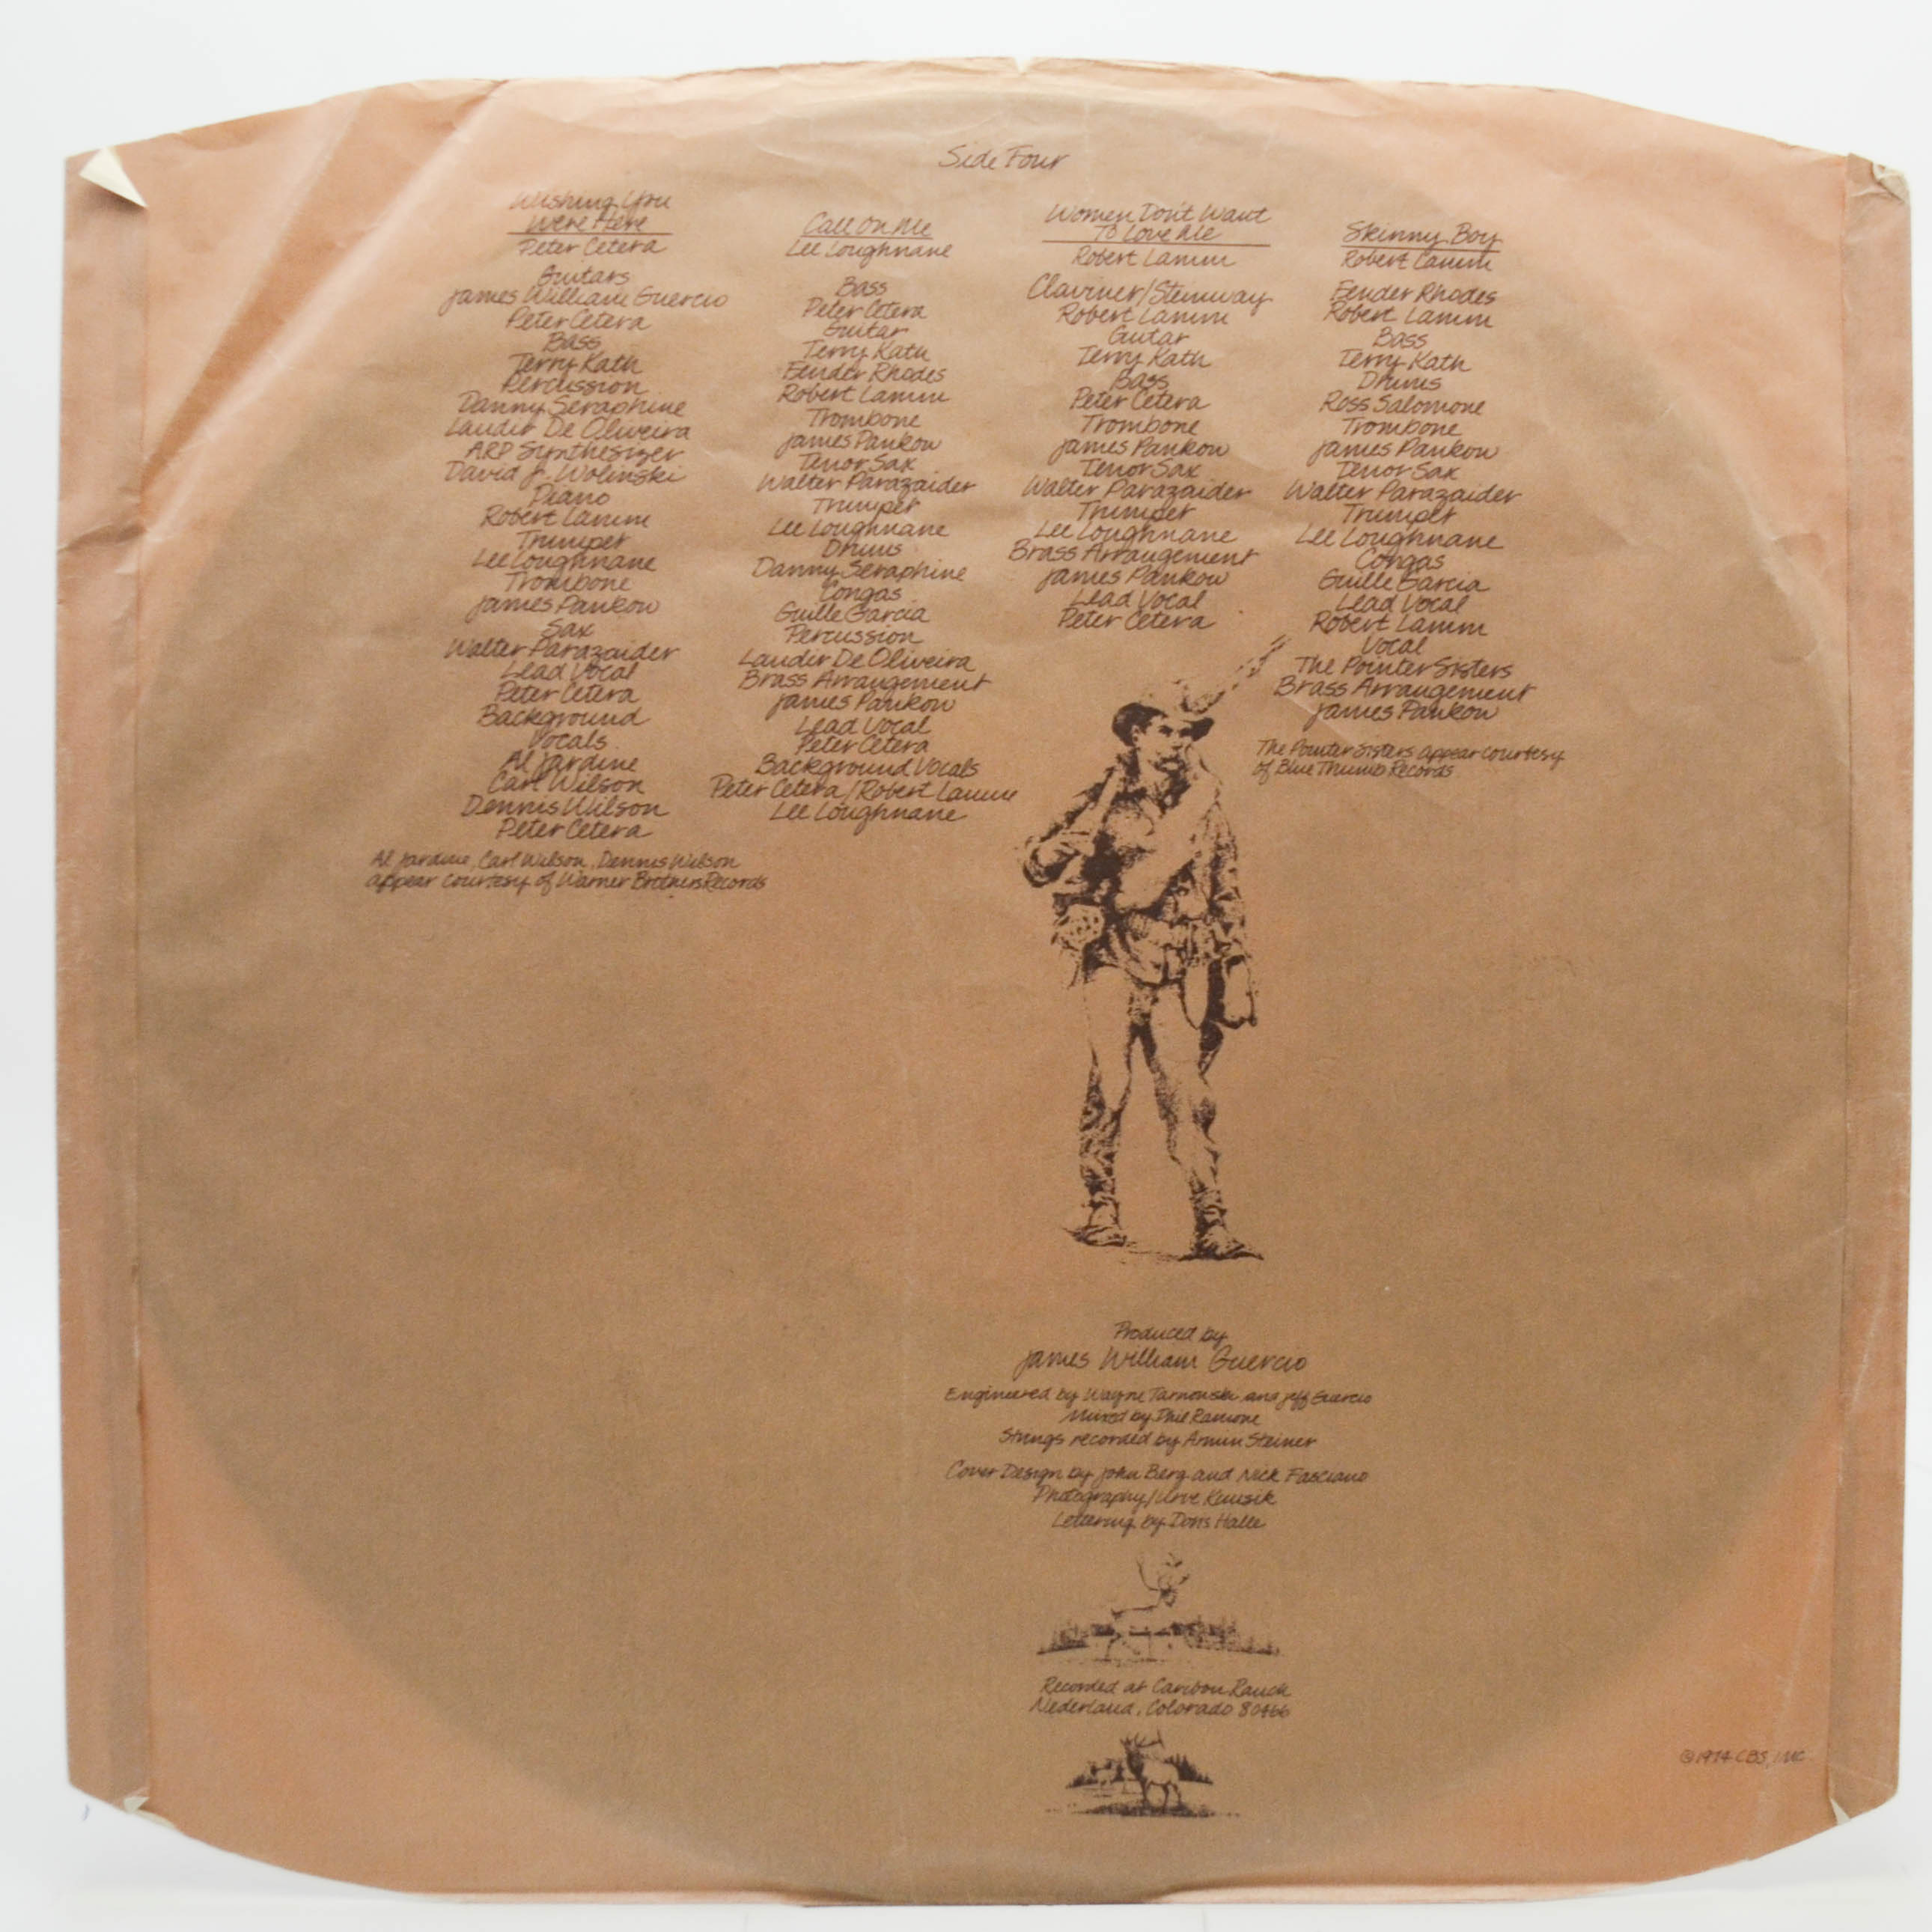 Side Four
Wishing You
Were Here
Peter Cetera
Guitars
James William Guercio
Peter Cetera
Bass
Terry Kath
Percussion
Danny Seraphine
Laudir De Oliveira
ARP Synthesizer
David J. Wolinski
Piano
Robert Lamm
Trumpet
Lee Loughnane
Trombone
James Pankow
Sax
Walter Parazaider
Lead Vocal
Peter Cetera
Background
Vocals
Al Jardine
Carl Wilson
Dennis Wilson
Peter Cetera
Al Jardine, Carl Wilson, Dennis Wilson
appear courtesy of Warner Brothers Records
Call On Me
Lee Loughnane
Bass
Peter Cetera
Guitar
Terry Kath
Fender Rhodes
Robert Lamm
Trombone
James Pankow
Tenor Sax
Walter Parazaider
Trumpet
Lee Loughnane
Drums
Danny Seraphine
Congas
Guille Garcia
Percussion
Laudir De Oliveira
Brass Arrangement
James Pankow
Lead Vocal
Peter Cetera
Background Vocals
Peter Cetera/Robert Lamm
Lee Loughnane
Women Don't Want
To Love Me
Robert Lamm
Clavinet/Steinway
Robert Lamm
Guitar
Terry Kath
Bass
Peter Cetera
Trombone
James Pankow
Tenor Sax
Walter Parazaider
Trumpet
Lee Loughnane
Brass Arrangement
James Pankow
Lead Vocal
Peter Cetera
Skinny Boy
Robert Lamm
Fender Rhodes
Robert Lamm
Bass
Terry Kath
Drums
Ross Salomone
Trombone
James Pankow
Tenor Sax
Walter Parazaider
Trumpet
Lee Loughnane
Congas
Guille Garcia
Lead Vocal
Robert Lamm
Vocal
The Pointer Sisters
Brass Arrangement
James Pankow
The Pointer Sisters appear courtesy
of Blue Thumb Records
Produced by
James William Guercio
Engineered by Wayne Tarnowski and Jeff Guercio
Mixed by Phil Ramone
Strings recorded by Armin Steiner
Cover Design by John Berg and Nick Fasciano
Photography/Urve Kuusik
Lettering by Doris Halle
Recorded at Caribou Ranch
Nederland, Colorado 80466
©1974 CBS, INC